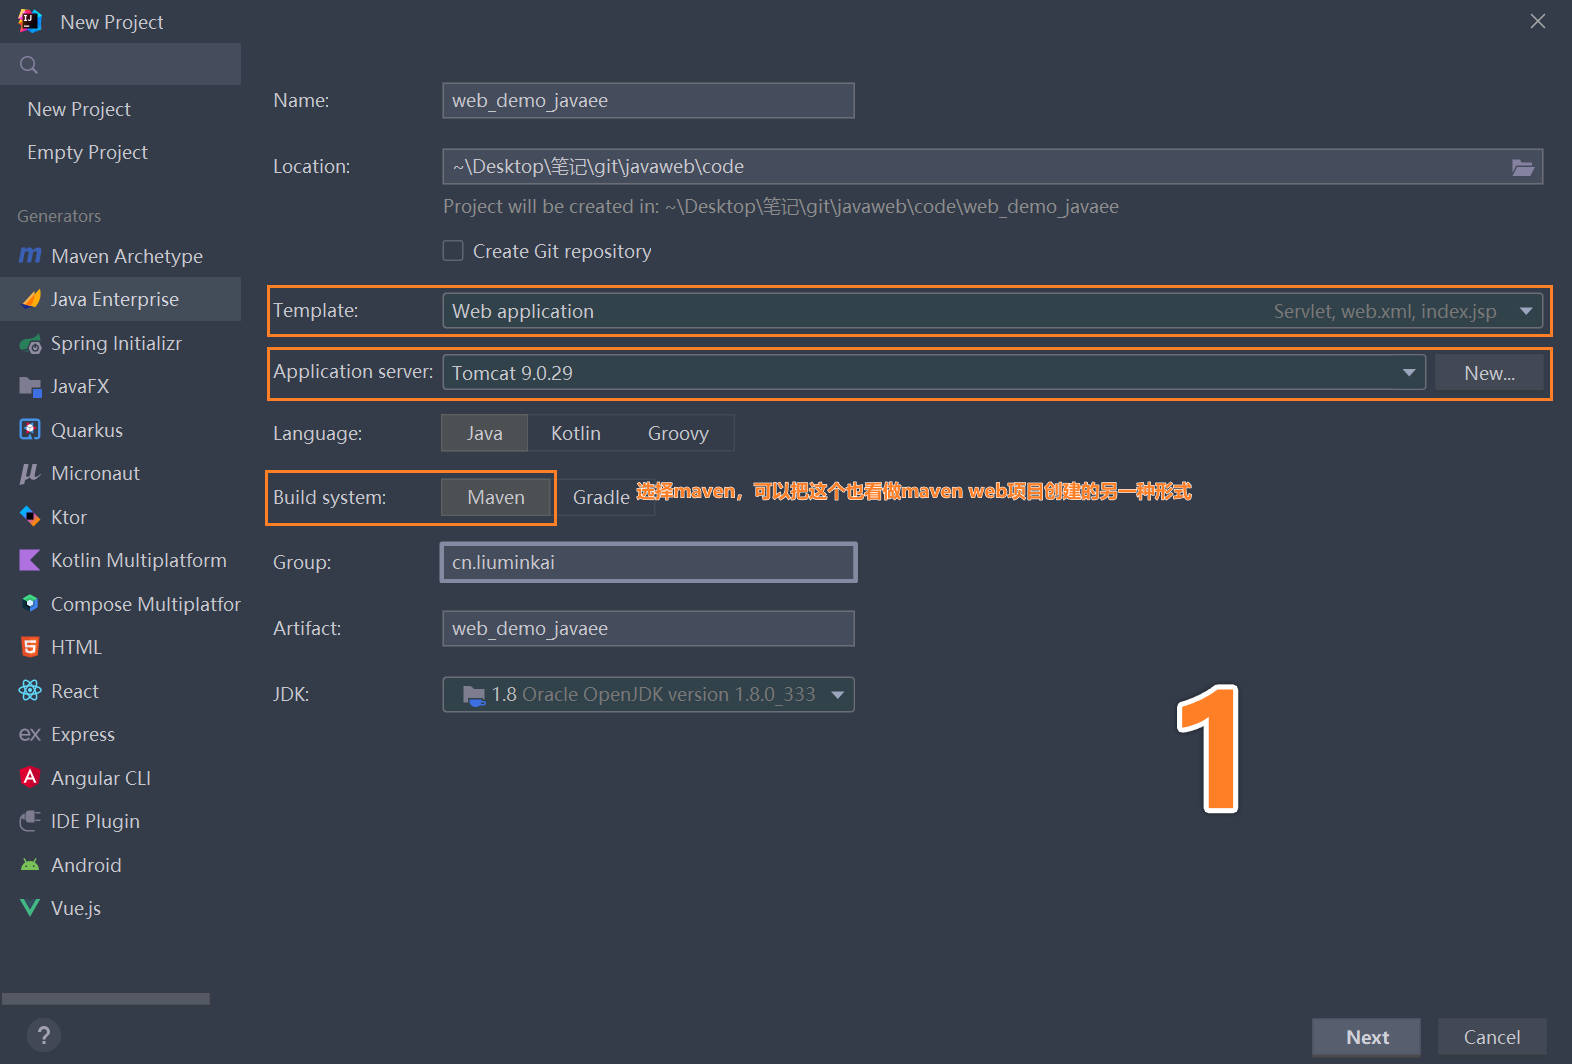 New Project
New Project
Empty Project
Generators
Maven Archetype
Java Enterprise
Spring Initializr
JavaFX
Quarkus
Micronaut
Ktor
Kotlin Multiplatform
Compose Multiplatfor
HTML
React
Express
Angular CLI
IDE Plugin
Android
Vue.js
Name: web_demo_javaee
Location: ~\Desktop\笔记\git\javaweb\code
Project will be created in: ~\Desktop\笔记\git\javaweb\code\web_demo_javaee
Create Git repository
Template: Web application Servlet, web.xml, index.jsp
Application server: Tomcat 9.0.29 New...
Language: Java Kotlin Groovy
Build system: Maven Gradle 选择maven，可以把这个也看做maven web项目创建的另一种形式
Group: cn.liuminkai
Artifact: web_demo_javaee
JDK: 1.8 Oracle OpenJDK version 1.8.0_333
1
? Next Cancel